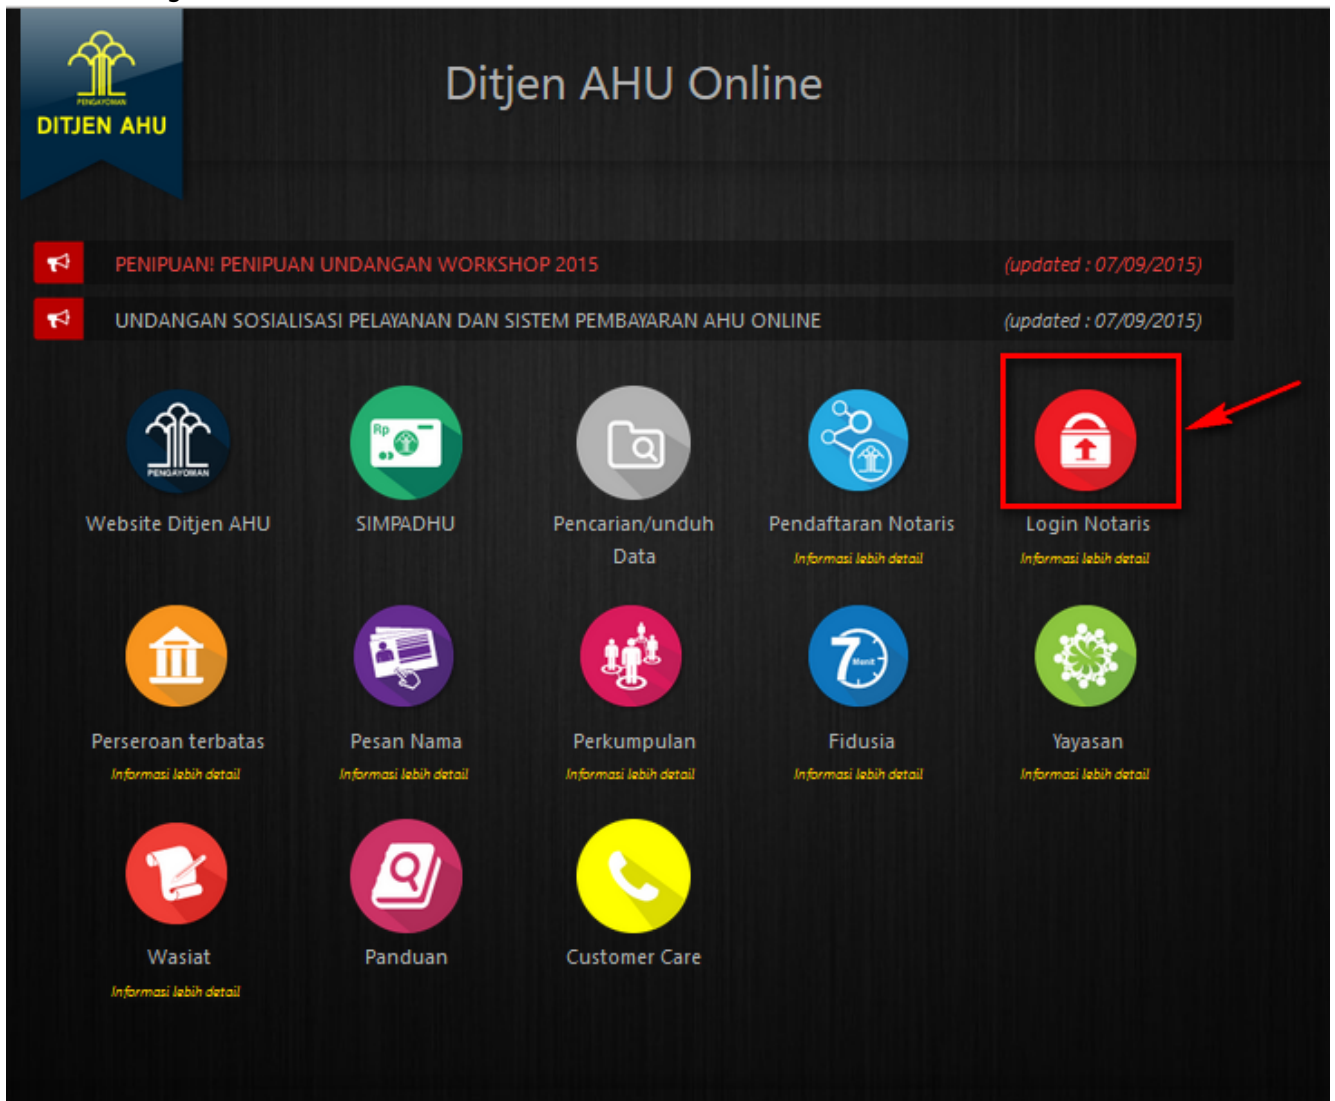 PENGAYOMAN
DITJEN AHU
Ditjen AHU Online
PENIPUAN! PENIPUAN UNDANGAN WORKSHOP 2015 (updated : 07/09/2015)
UNDANGAN SOSIALISASI PELAYANAN DAN SISTEM PEMBAYARAN AHU ONLINE (updated : 07/09/2015)
PENGAYOMAN
Rp
Website Ditjen AHU
SIMPADHU
Pencarian/unduh
Data
Pendaftaran Notaris
Informasi lebih detail
Login Notaris
Informasi lebih detail
7 Menit
Perseroan terbatas
Informasi lebih detail
Pesan Nama
Informasi lebih detail
Perkumpulan
Informasi lebih detail
Fidusia
Informasi lebih detail
Yayasan
Informasi lebih detail
Wasiat
Informasi lebih detail
Panduan
Customer Care